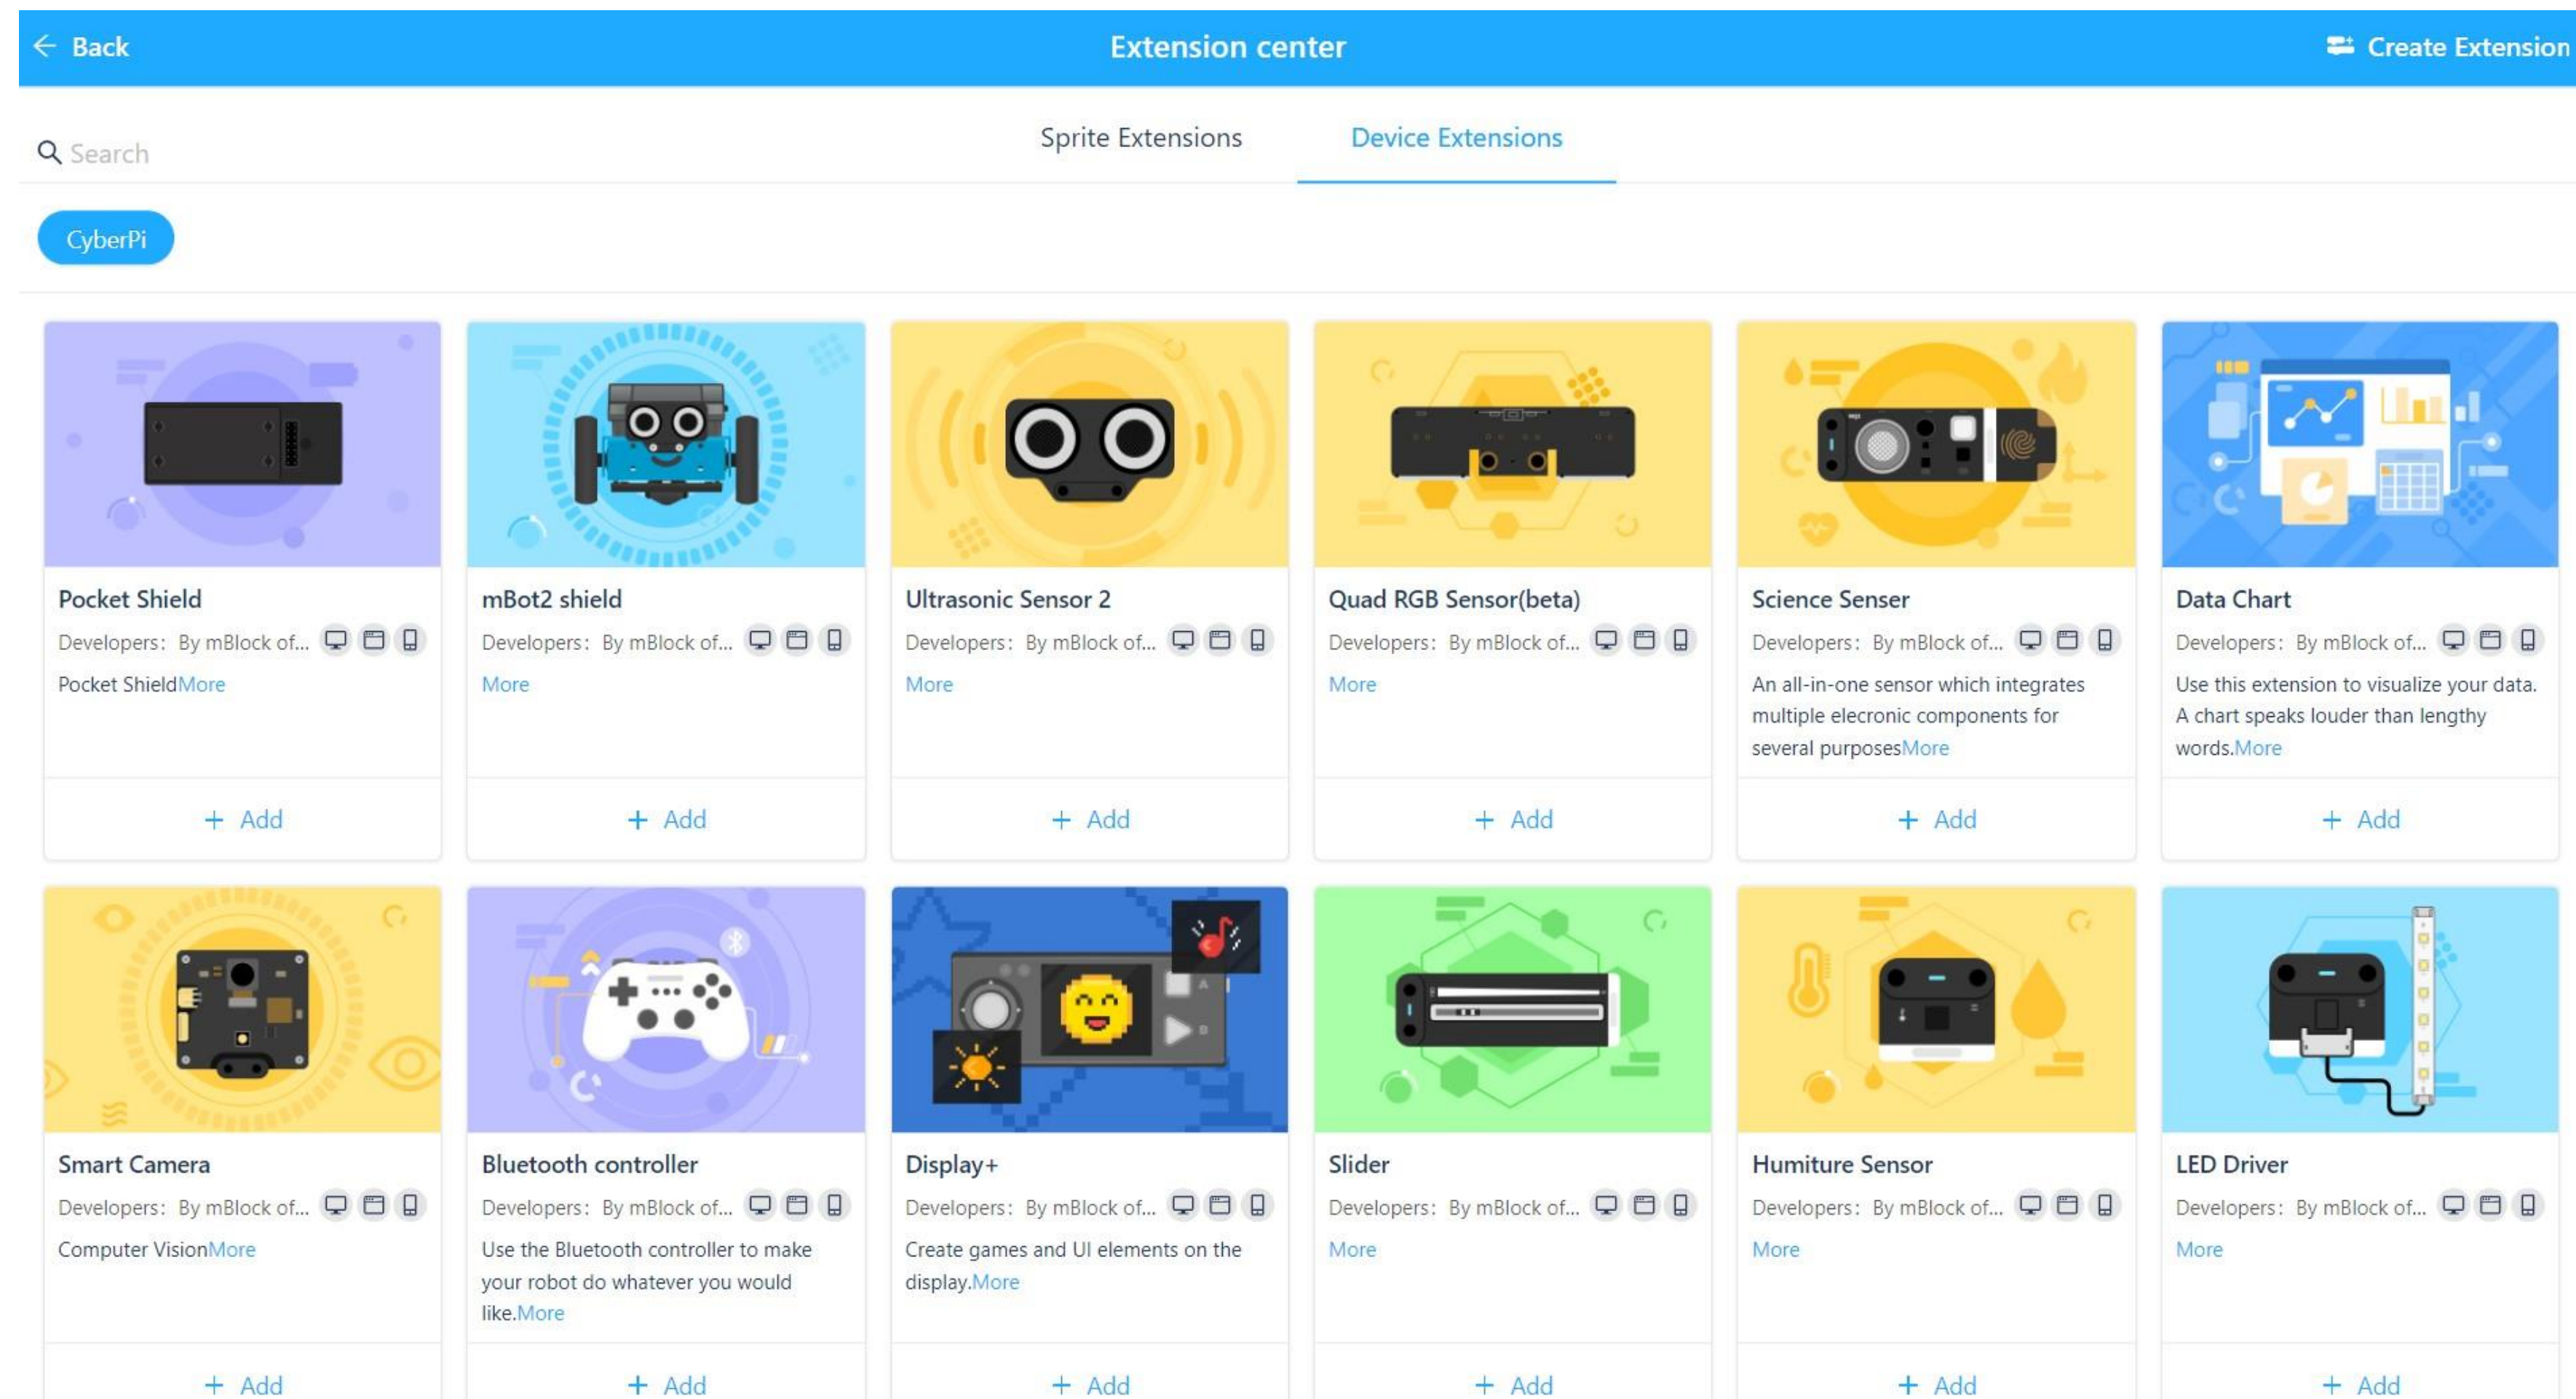 Back
Extension center
Create Extension
Search
Sprite Extensions
Device Extensions
CyberPi
Pocket Shield
Developers: By mBlock of...
Pocket ShieldMore
+ Add
mBot2 shield
Developers: By mBlock of...
More
+ Add
Ultrasonic Sensor 2
Developers: By mBlock of...
More
+ Add
Quad RGB Sensor(beta)
Developers: By mBlock of...
More
+ Add
Science Senser
Developers: By mBlock of...
An all-in-one sensor which integrates
multiple elecronic components for
several purposesMore
+ Add
Data Chart
Developers: By mBlock of...
Use this extension to visualize your data.
A chart speaks louder than lengthy
words.More
+ Add
Smart Camera
Developers: By mBlock of...
Computer VisionMore
+ Add
Bluetooth controller
Developers: By mBlock of...
Use the Bluetooth controller to make
your robot do whatever you would
like.More
+ Add
A
B
Display+
Developers: By mBlock of...
Create games and UI elements on the
display.More
+ Add
Slider
Developers: By mBlock of...
More
+ Add
Humiture Sensor
Developers: By mBlock of...
More
+ Add
LED Driver
Developers: By mBlock of...
More
+ Add